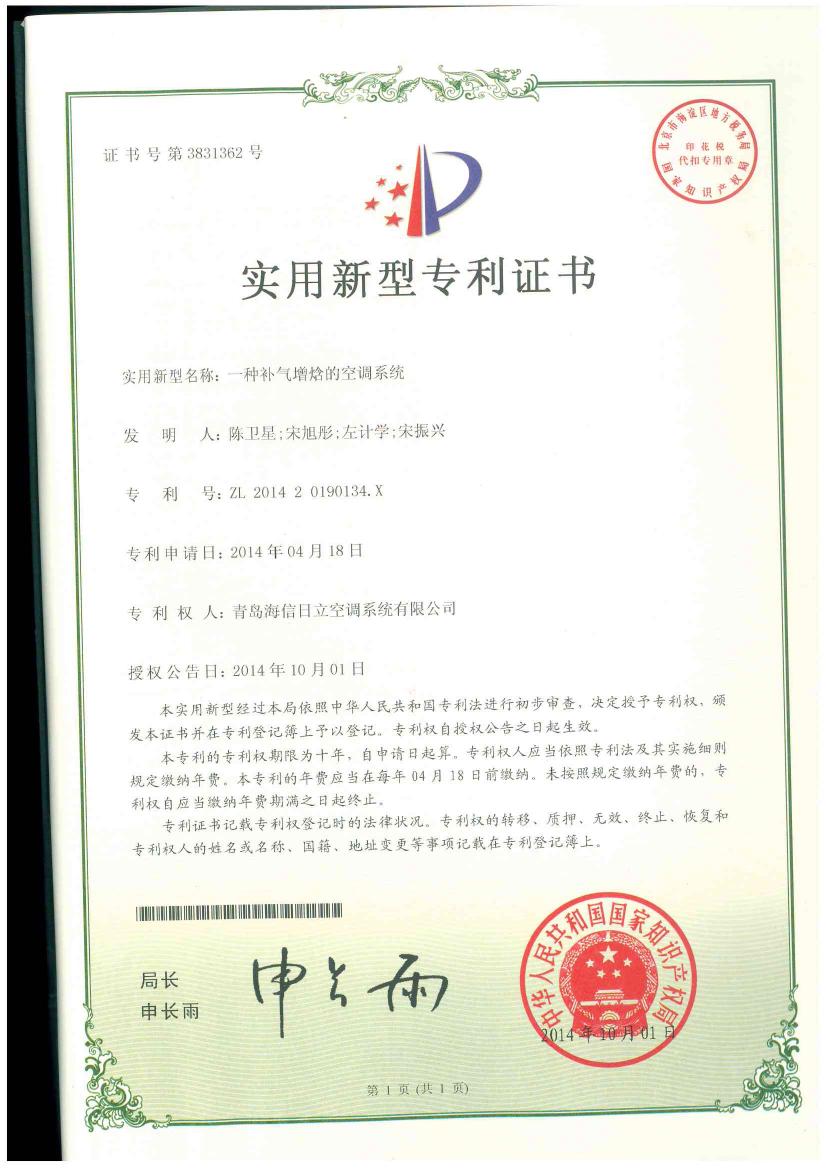 证书号第3831362号
北京市海淀区地方税务局
印花税
代扣专用章
国家知识产权局
实用新型专利证书
实用新型名称：一种补气增焓的空调系统
发 明 人：陈卫星;宋旭彤;左计学;宋振兴
专 利 号：ZL 2014 2 0190134.X
专利申请日：2014年04月18日
专 利 权 人：青岛海信日立空调系统有限公司
授权公告日：2014年10月01日
本实用新型经过本局依照中华人民共和国专利法进行初步审查，决定授予专利权，颁
发本证书并在专利登记簿上予以登记。专利权自授权公告之日起生效。
本专利的专利权期限为十年，自申请日起算。专利权人应当依照专利法及其实施细则
规定缴纳年费。本专利的年费应当在每年04月18日前缴纳。未按照规定缴纳年费的，专
利权自应当缴纳年费期满之日起终止。
专利证书记载专利权登记时的法律状况。专利权的转移、质押、无效、终止、恢复和
专利权人的姓名或名称、国籍、地址变更等事项记载在专利登记簿上。
局长
申长雨
申长雨
中华人民共和国国家知识产权局
2014年10月01日
第1页(共1页)